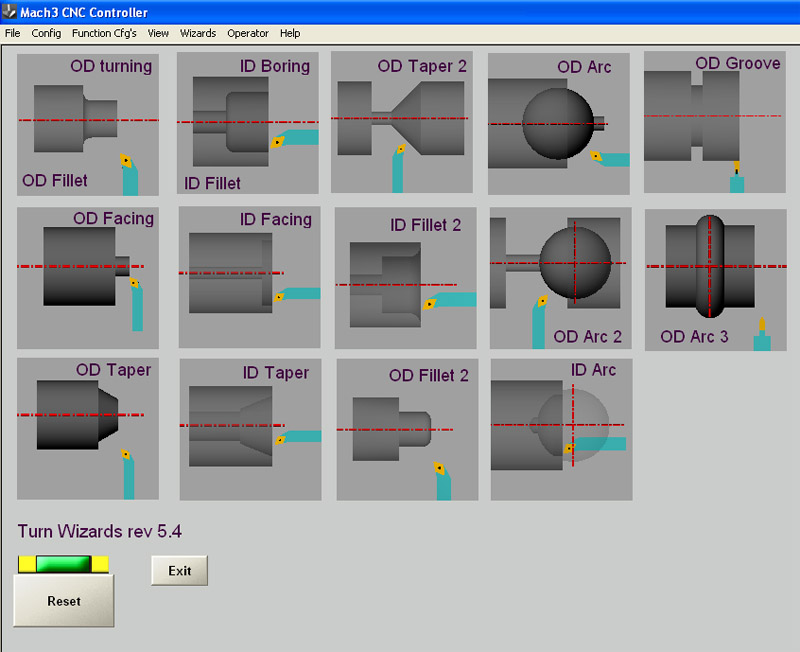 Mach3 CNC Controller
File Config Function Cfg's View Wizards Operator Help
OD turning
OD Fillet
ID Boring
ID Fillet
OD Taper 2
OD Arc
OD Groove
OD Facing
ID Facing
ID Fillet 2
OD Arc 2
OD Arc 3
OD Taper
ID Taper
OD Fillet 2
ID Arc
Turn Wizards rev 5.4
Exit
Reset